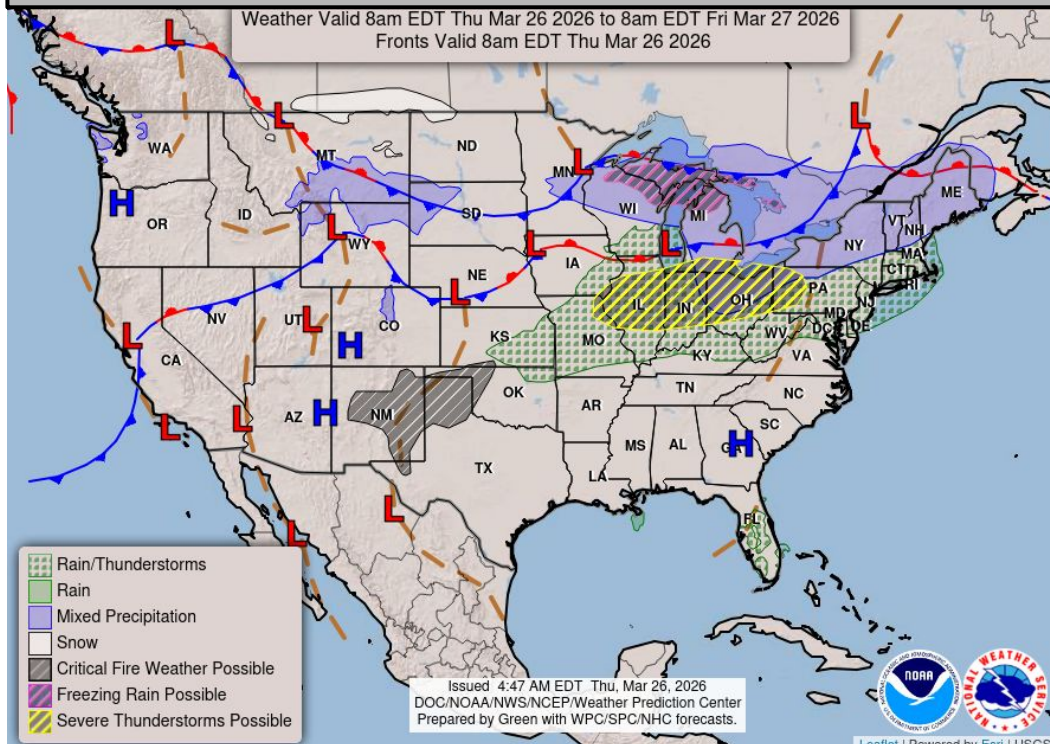 Weather Valid 8am EDT Thu Mar 26 2026 to 8am EDT Fri Mar 27 2026
Fronts Valid 8am EDT Thu Mar 26 2026
L
L
L
WA
MT
ND
MN
L
ME
H
OR
ID
SD
WI
MI
VT
NH
L
WY
L
IA
L
NY
MA
CT
RI
NE
L
PA
NJ
L
NV
UT
L
H
CO
IL
IN
OH
MD
DE
DC
WV
CA
KS
MO
KY
VA
L
L
AZ
H
NM
OK
AR
TN
NC
SC
MS
AL
GA
H
TX
LA
L
L
FL
Rain/Thunderstorms
Rain
Mixed Precipitation
Snow
Critical Fire Weather Possible
Freezing Rain Possible
Severe Thunderstorms Possible
Issued 4:47 AM EDT Thu, Mar 26, 2026
DOC/NOAA/NWS/NCEP/Weather Prediction Center
Prepared by Green with WPC/SPC/NHC forecasts.
NOAA
NATIONAL WEATHER SERVICE
Leaflet | Powered by Esri | USGS